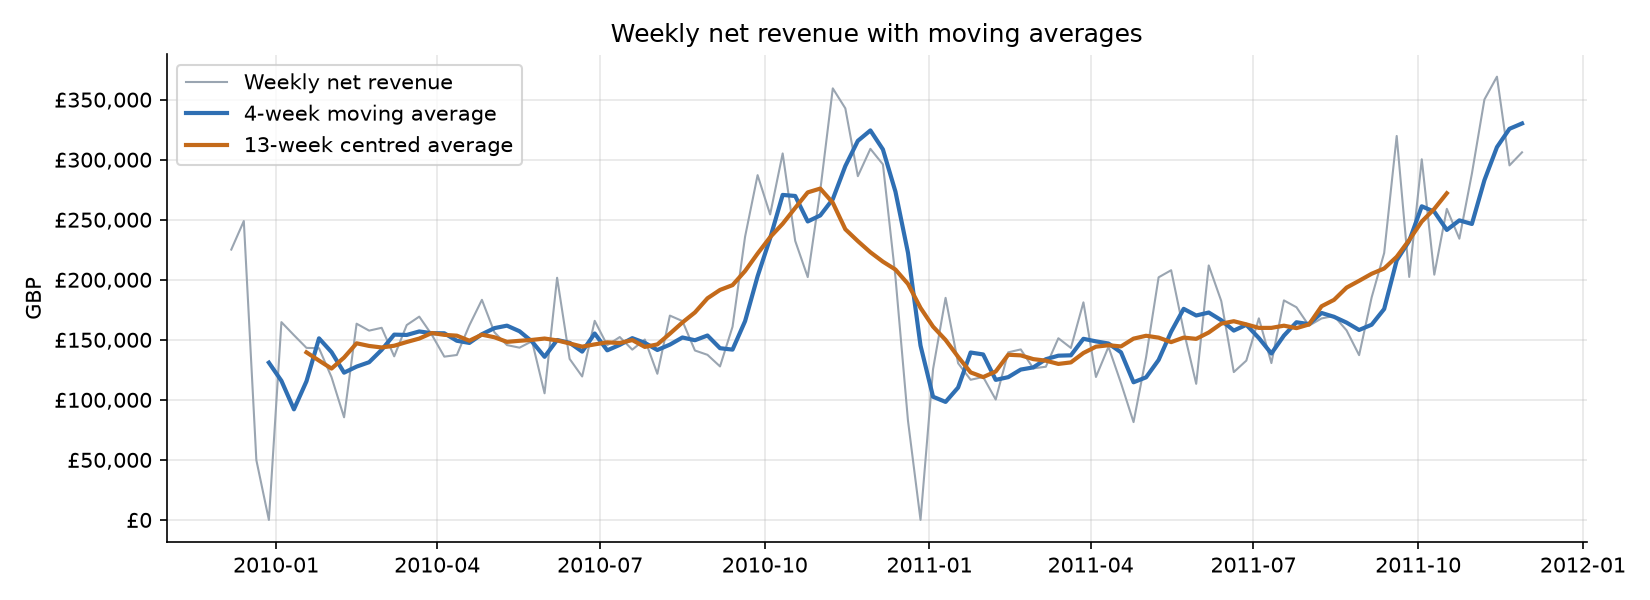 Weekly net revenue with moving averages
Weekly net revenue
4-week moving average
13-week centred average
GBP
£350,000
£300,000
£250,000
£200,000
£150,000
£100,000
£50,000
£0
2010-01 2010-04 2010-07 2010-10 2011-01 2011-04 2011-07 2011-10 2012-01